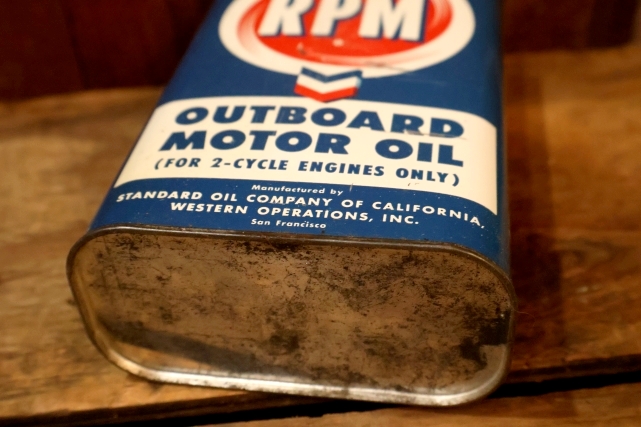 RPM
OUTBOARD
MOTOR OIL
(FOR 2-CYCLE ENGINES ONLY)
Manufactured by
STANDARD OIL COMPANY OF CALIFORNIA,
WESTERN OPERATIONS, INC.
San Francisco